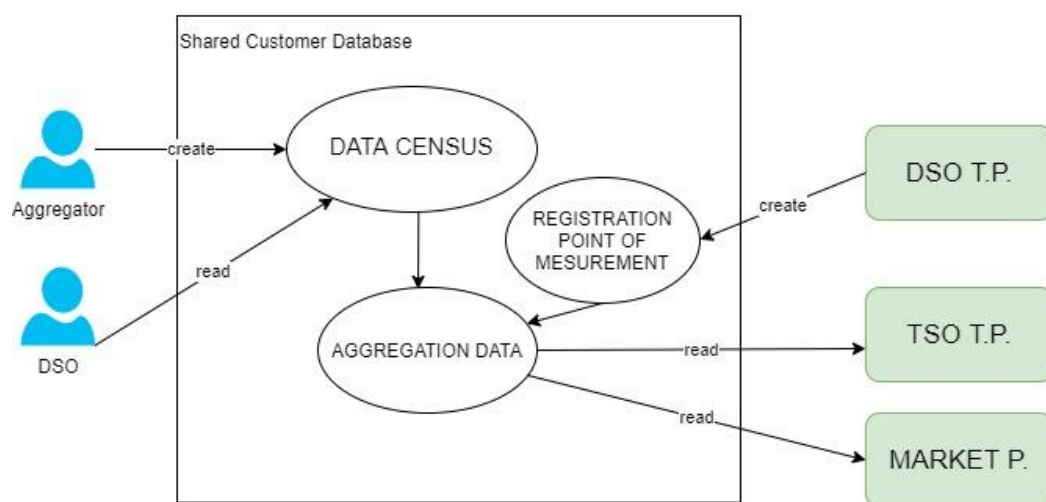 Shared Customer Database
DATA CENSUS
create
Aggregator
DSO T.P.
create
REGISTRATION
POINT OF
MESUREMENT
read
DSO
AGGREGATION DATA
read
TSO T.P.
read
MARKET P.